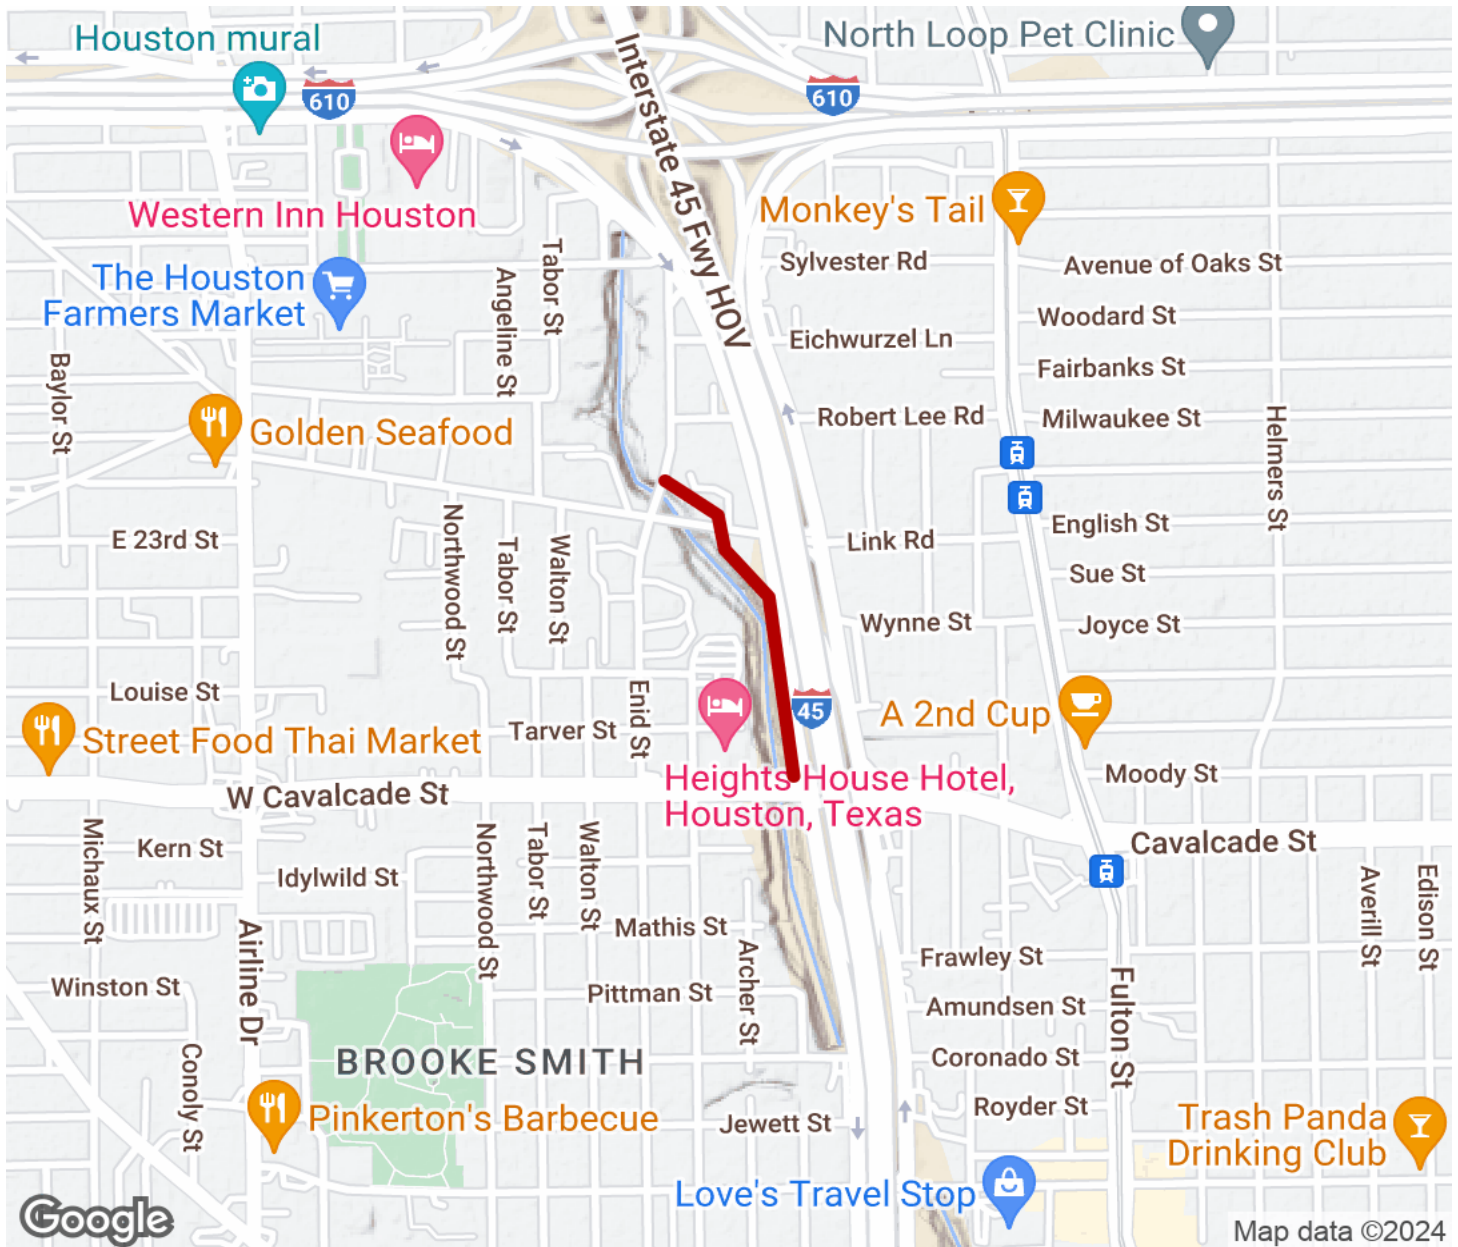 Houston mural
North Loop Pet Clinic
610
610
Interstate 45 Fwy HOV
Western Inn Houston
Monkey's Tail
Tabor St
Sylvester Rd
Avenue of Oaks St
Angeline St
The Houston
Farmers Market
Woodard St
Eichwurzel Ln
Baylor St
Fairbanks St
Robert Lee Rd
Milwaukee St
Helmers St
Golden Seafood
English St
E 23rd St
Northwood St
Tabor St
Walton St
Link Rd
Sue St
Wynne St
Joyce St
Louise St
Enid St
45
A 2nd Cup
Street Food Thai Market
Tarver St
Heights House Hotel,
Houston, Texas
Moody St
W Cavalcade St
Cavalcade St
Michaux St
Kern St
Northwood St
Tabor St
Walton St
Idylwild St
Averill St
Edison St
Mathis St
Airline Dr
Archer St
Frawley St
Winston St
Pittman St
Amundsen St
Fulton St
BROOKE SMITH
Coronado St
Conoly St
Royder St
Pinkerton's Barbecue
Jewett St
Trash Panda
Drinking Club
Love's Travel Stop
Google
Map data ©2024